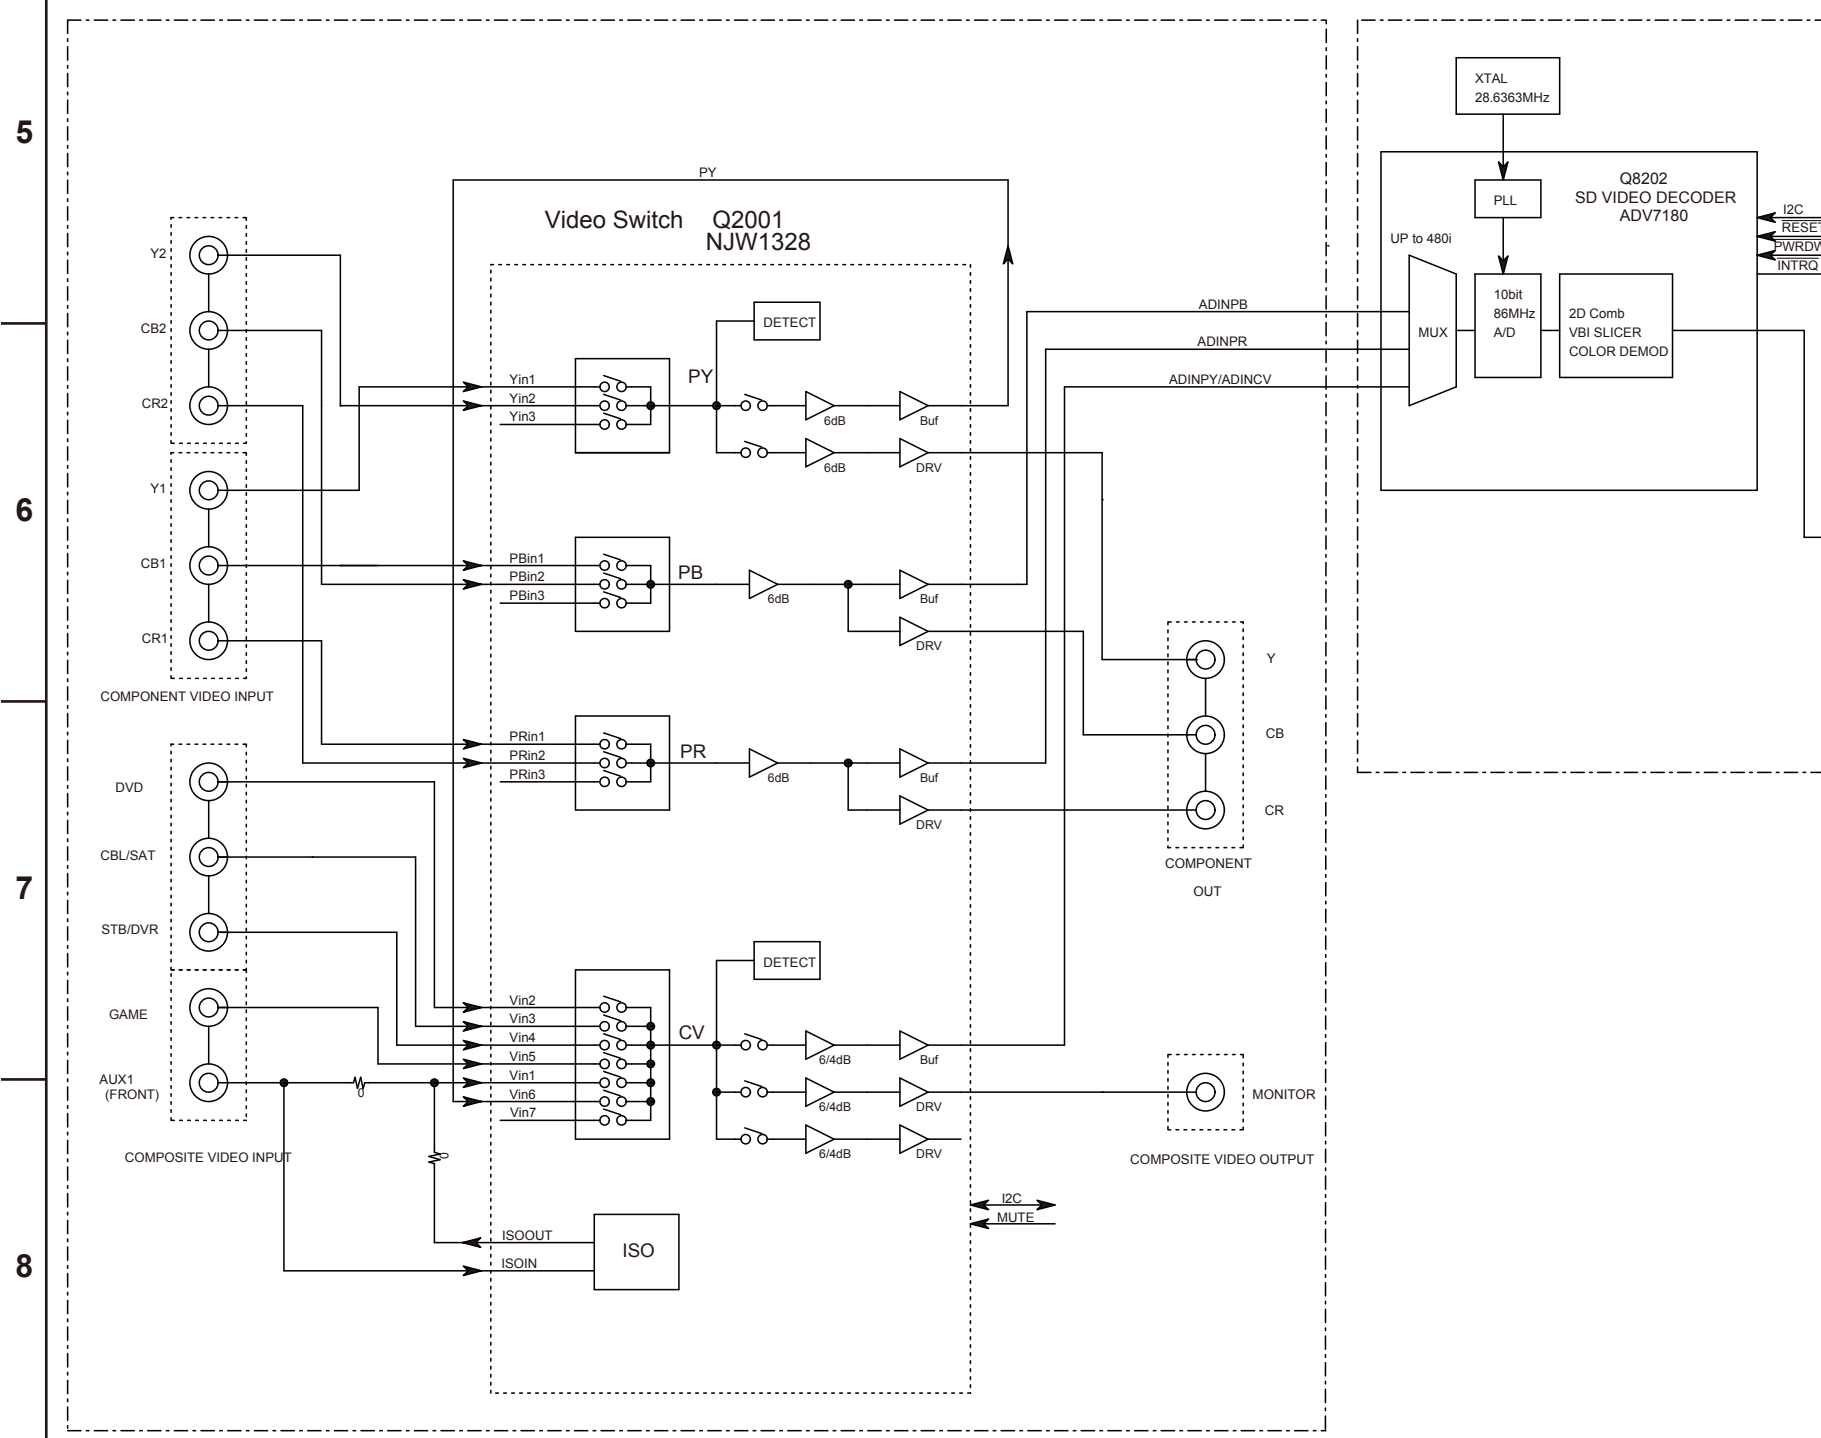 5
6
7
8
XTAL
28.6363MHz
PLL
Q8202
SD VIDEO DECODER
ADV7180
UP to 480i
MUX
10bit
86MHz
A/D
2D Comb
VBI SLICER
COLOR DEMOD
I2C
INTRQ
PY
Video Switch Q2001
NJW1328
Y2
CB2
CR2
Y1
CB1
CR1
COMPONENT VIDEO INPUT
DVD
CBL/SAT
STB/DVR
GAME
AUX1
(FRONT)
COMPOSITE VIDEO INPUT
0
0
Yin1
Yin2
Yin3
PY
DETECT
6dB
Buf
6dB
DRV
PBin1
PBin2
PBin3
PB
6dB
Buf
DRV
PRin1
PRin2
PRin3
PR
6dB
Buf
DRV
Vin2
Vin3
Vin4
Vin5
Vin1
Vin6
Vin7
CV
DETECT
6/4dB
Buf
6/4dB
DRV
6/4dB
DRV
ISOOUT
ISOIN
ISO
I2C
MUTE
ADINPB
ADINPR
ADINPY/ADINCV
Y
CB
CR
COMPONENT
OUT
MONITOR
COMPOSITE VIDEO OUTPUT